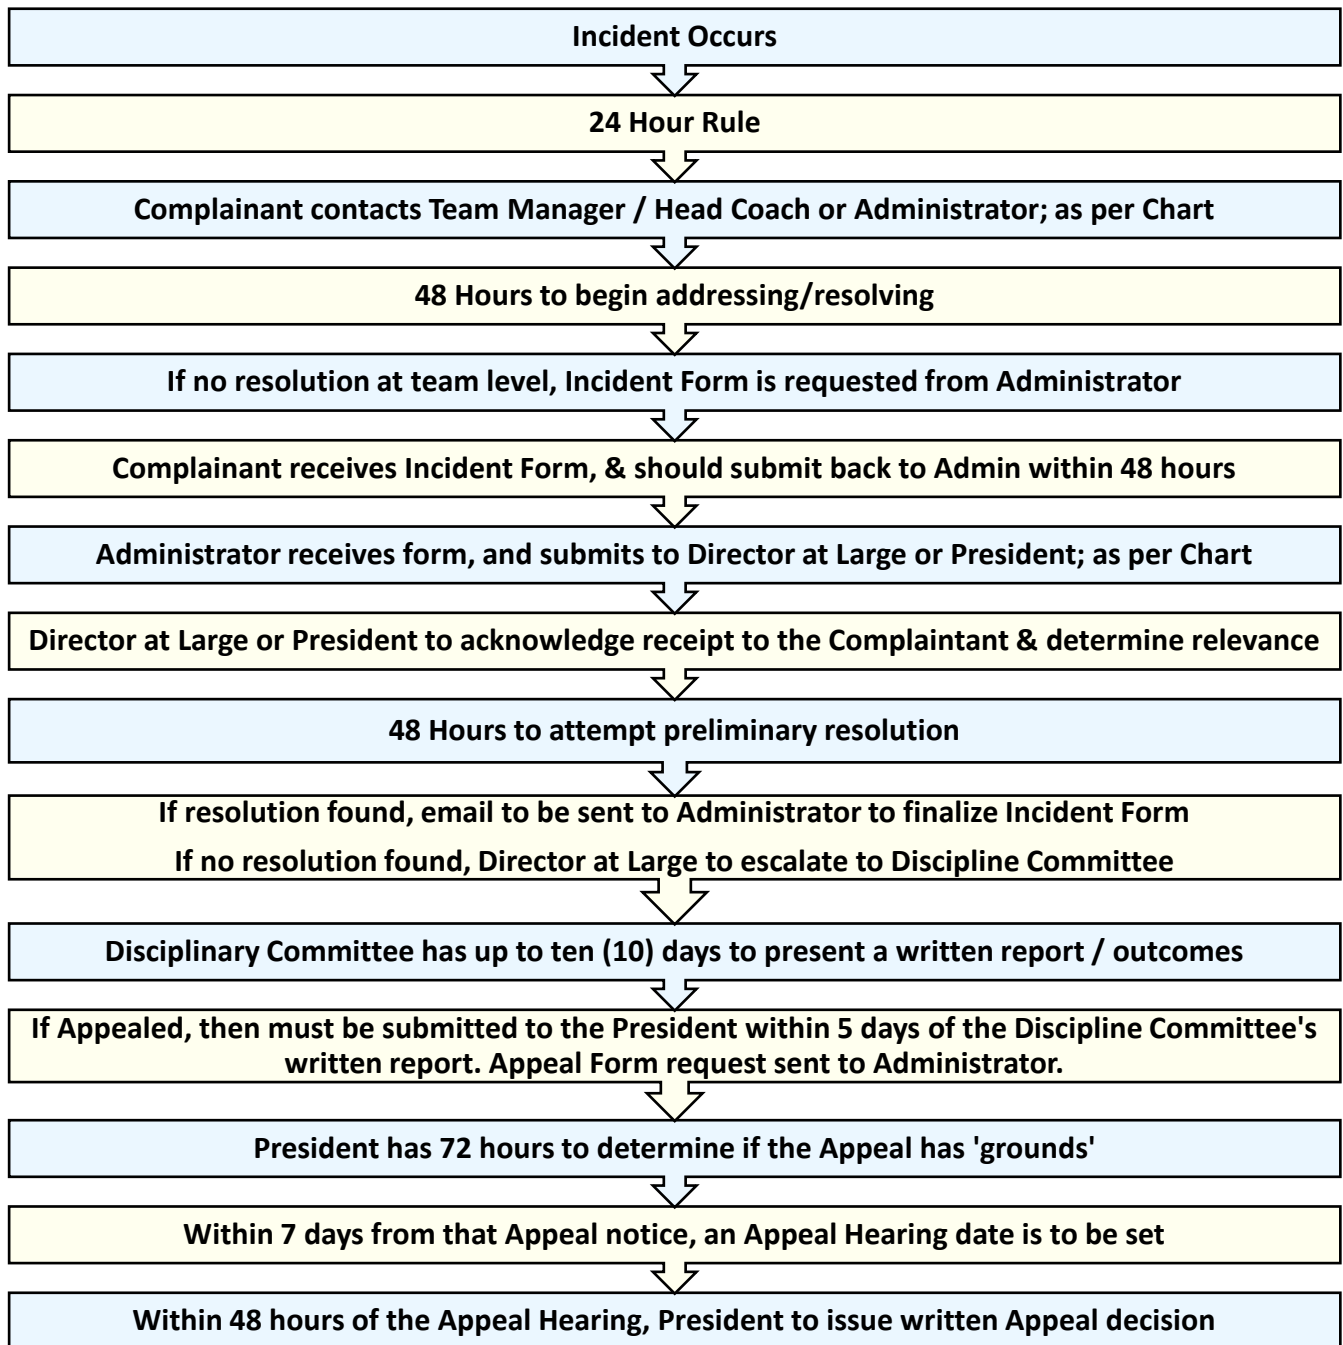 Incident Occurs
24 Hour Rule
Complainant contacts Team Manager / Head Coach or Administrator; as per Chart
48 Hours to begin addressing/resolving
If no resolution at team level, Incident Form is requested from Administrator
Complainant receives Incident Form, & should submit back to Admin within 48 hours
Administrator receives form, and submits to Director at Large or President; as per Chart
Director at Large or President to acknowledge receipt to the Complaintant & determine relevance
48 Hours to attempt preliminary resolution
If resolution found, email to be sent to Administrator to finalize Incident Form
If no resolution found, Director at Large to escalate to Discipline Committee
Disciplinary Committee has up to ten (10) days to present a written report / outcomes
If Appealed, then must be submitted to the President within 5 days of the Discipline Committee's
written report. Appeal Form request sent to Administrator.
President has 72 hours to determine if the Appeal has 'grounds'
Within 7 days from that Appeal notice, an Appeal Hearing date is to be set
Within 48 hours of the Appeal Hearing, President to issue written Appeal decision